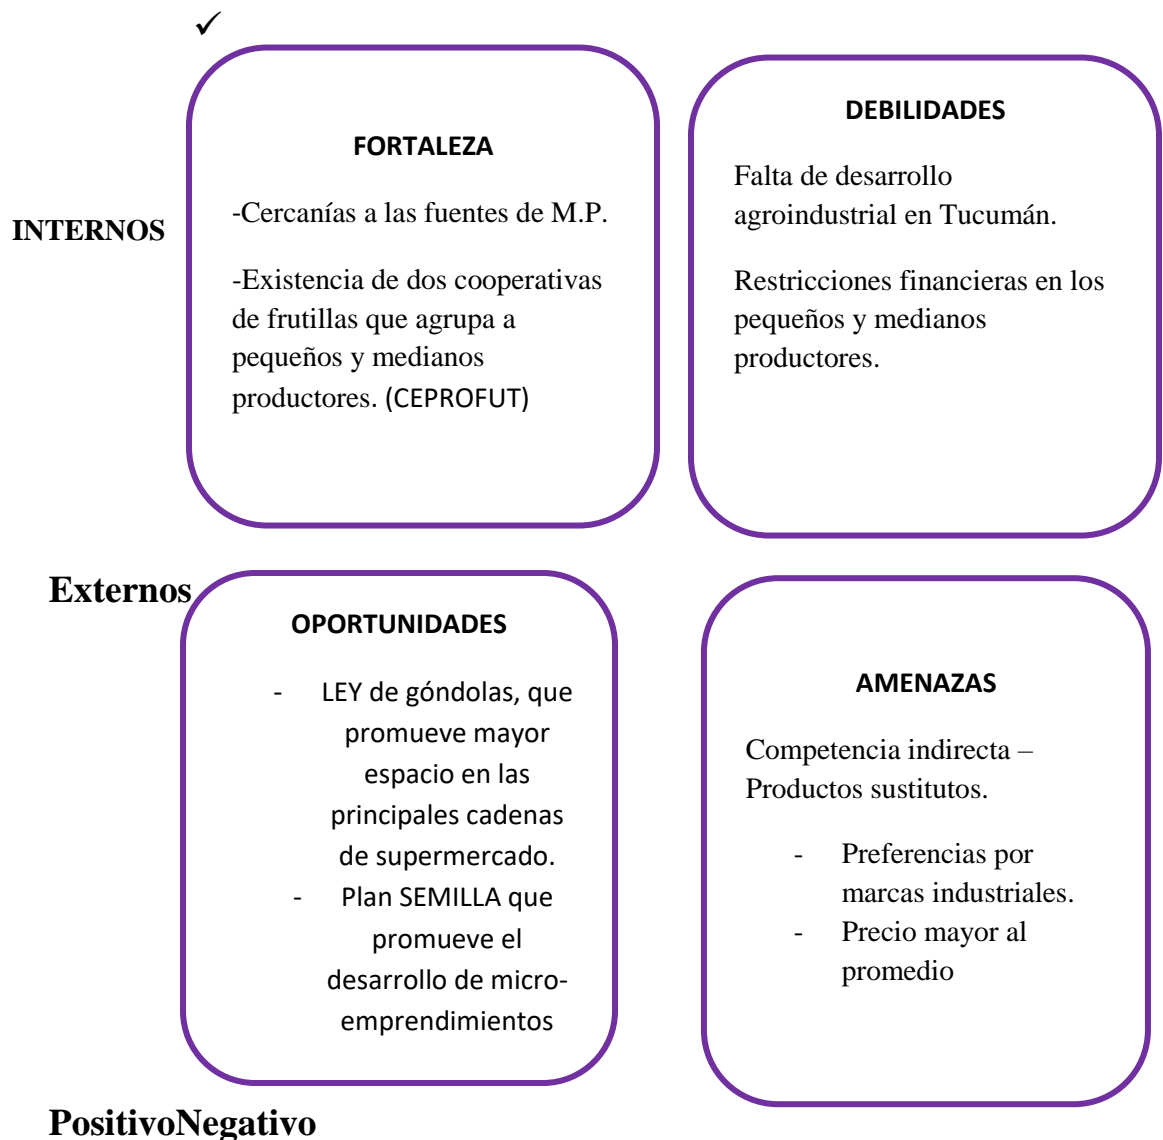 ✓
INTERNOS
FORTALEZA
-Cercanías a las fuentes de M.P.
-Existencia de dos cooperativas
de frutillas que agrupa a
pequeños y medianos
productores. (CEPROFUT)
DEBILIDADES
Falta de desarrollo
agroindustrial en Tucumán.
Restricciones financieras en los
pequeños y medianos
productores.
Externos
OPORTUNIDADES
- LEY de góndolas, que
promueve mayor
espacio en las
principales cadenas
de supermercado.
- Plan SEMILLA que
promueve el
desarrollo de micro-
emprendimientos
AMENAZAS
Competencia indirecta –
Productos sustitutos.
- Preferencias por
marcas industriales.
- Precio mayor al
promedio
PositivoNegativo